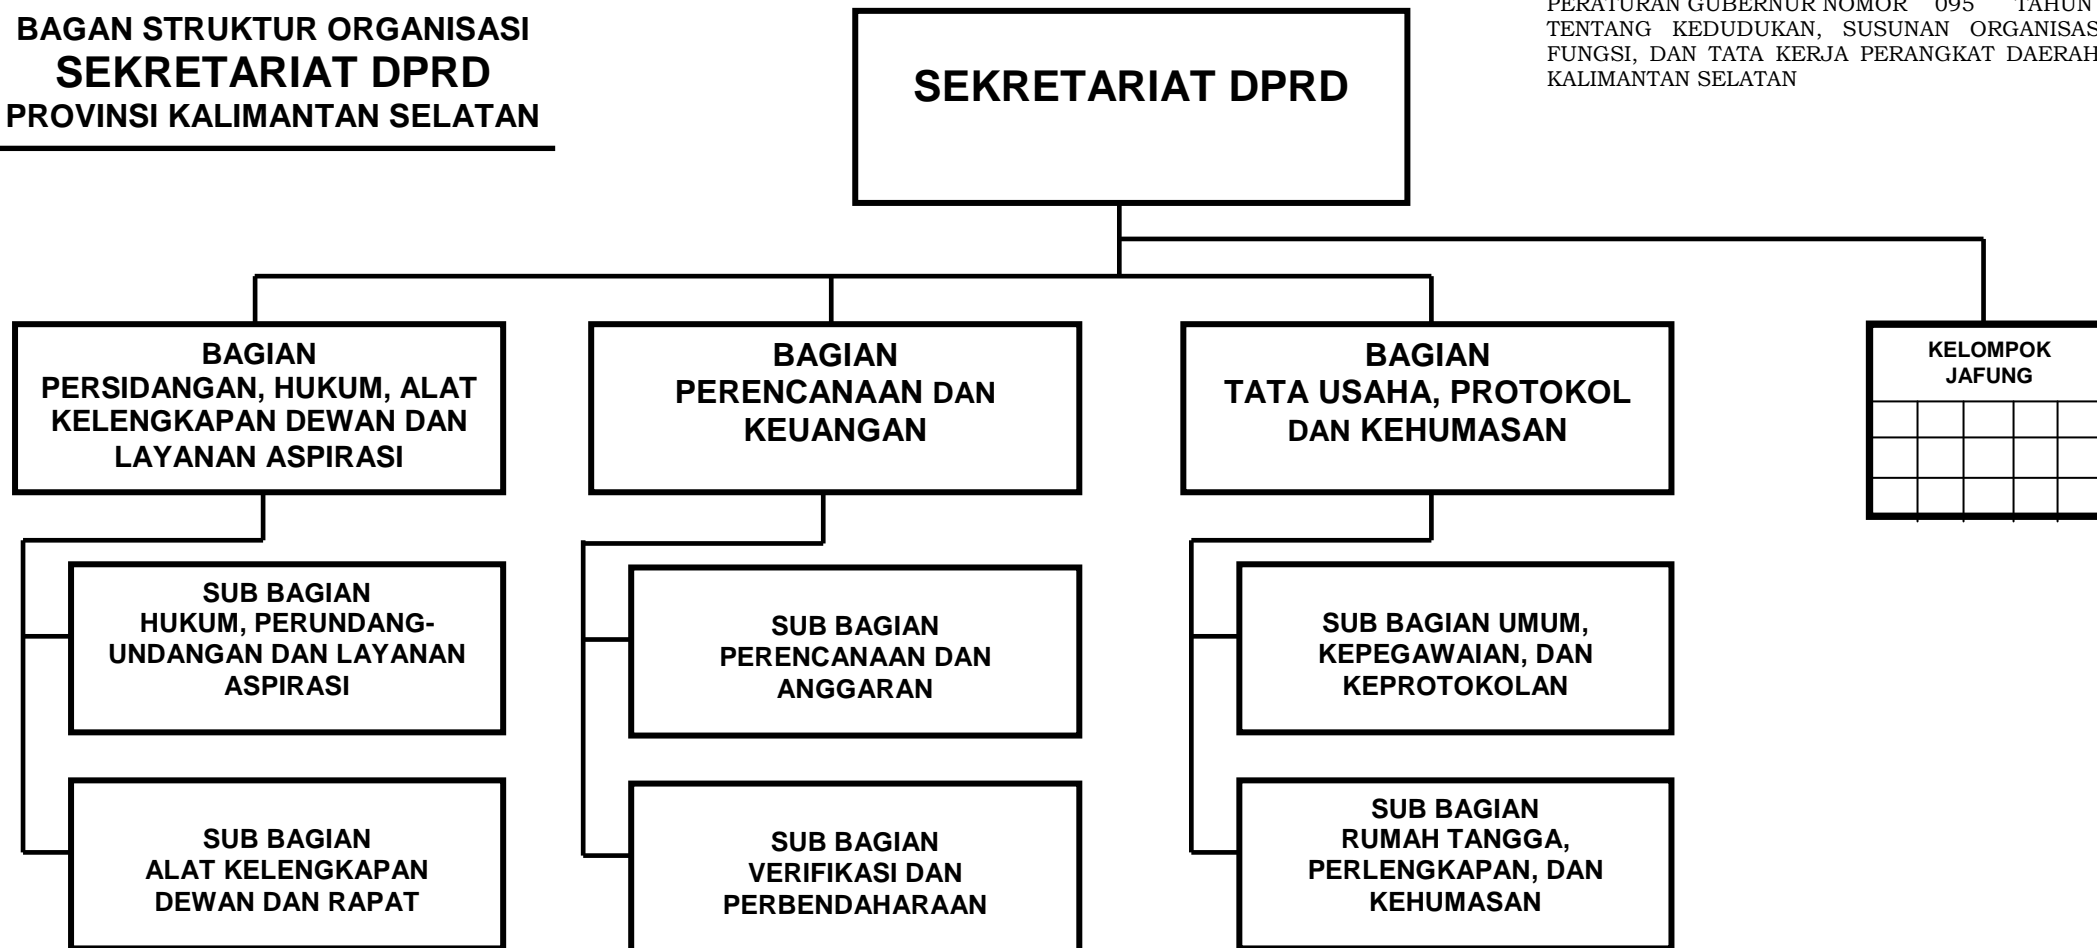 BAGAN STRUKTUR ORGANISASI
SEKRETARIAT DPRD
PROVINSI KALIMANTAN SELATAN
SEKRETARIAT DPRD
PERATURAN GUBERNUR NOMOR 095 TAHUN
TENTANG KEDUDUKAN, SUSUNAN ORGANISAS
FUNGSI, DAN TATA KERJA PERANGKAT DAERAH
KALIMANTAN SELATAN
BAGIAN
PERSIDANGAN, HUKUM, ALAT
KELENGKAPAN DEWAN DAN
LAYANAN ASPIRASI
BAGIAN
PERENCANAAN DAN
KEUANGAN
BAGIAN
TATA USAHA, PROTOKOL
DAN KEHUMASAN
KELOMPOK
JAFUNG
SUB BAGIAN
HUKUM, PERUNDANG-
UNDANGAN DAN LAYANAN
ASPIRASI
SUB BAGIAN
PERENCANAAN DAN
ANGGARAN
SUB BAGIAN UMUM,
KEPEGAWAIAN, DAN
KEPROTOKOLAN
SUB BAGIAN
ALAT KELENGKAPAN
DEWAN DAN RAPAT
SUB BAGIAN
VERIFIKASI DAN
PERBENDAHARAAN
SUB BAGIAN
RUMAH TANGGA,
PERLENGKAPAN, DAN
KEHUMASAN